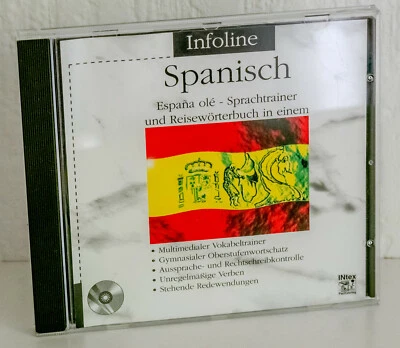 Infoline
Spanisch
España olé - Sprachtrainer
und Reisewörterbuch in einem
• Multimedialer Vokabeltrainer
• Gymnasialer Oberstufenwortschatz
• Aussprache- und Rechtschreibkontrolle
• Unregelmäßige Verben
• Stehende Redewendungen
INtex